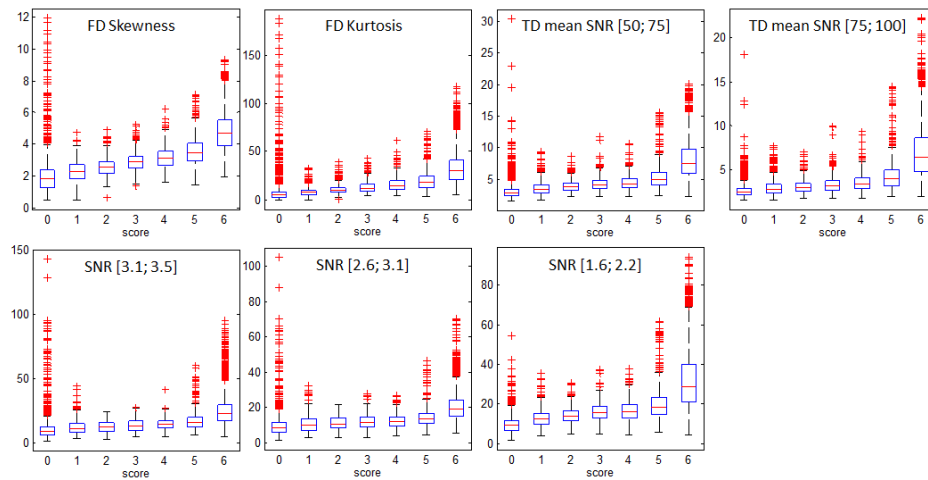 FD Skewness
12
10
8
6
4
2
0
0 1 2 3 4 5 6
score
FD Kurtosis
150
100
50
0
0 1 2 3 4 5 6
score
TD mean SNR [50; 75]
30
25
20
15
10
5
0 1 2 3 4 5 6
score
TD mean SNR [75; 100]
20
15
10
5
0 1 2 3 4 5 6
score
SNR [3.1; 3.5]
150
100
50
0
0 1 2 3 4 5 6
score
SNR [2.6; 3.1]
100
80
60
40
20
0
0 1 2 3 4 5 6
score
SNR [1.6; 2.2]
80
60
40
20
0
0 1 2 3 4 5 6
score